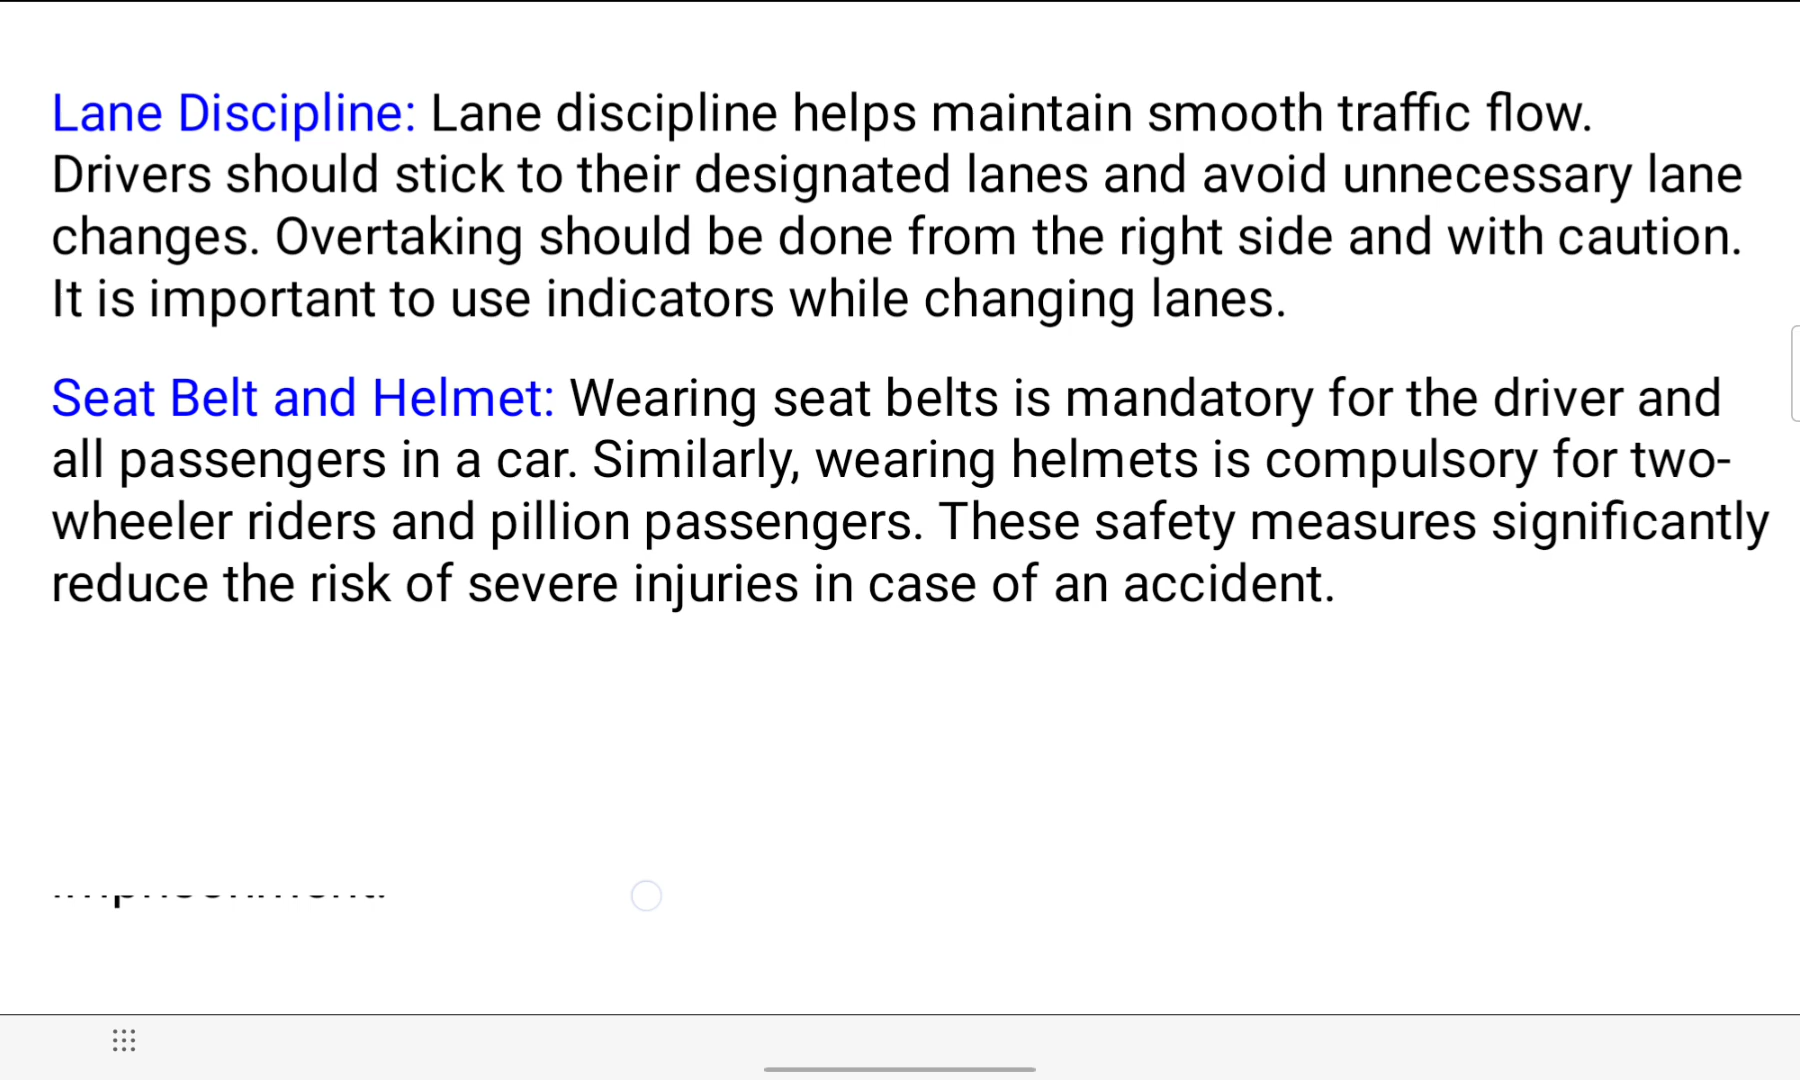 Lane Discipline: Lane discipline helps maintain smooth traffic flow.
Drivers should stick to their designated lanes and avoid unnecessary lane
changes. Overtaking should be done from the right side and with caution.
It is important to use indicators while changing lanes.
Seat Belt and Helmet: Wearing seat belts is mandatory for the driver and
all passengers in a car. Similarly, wearing helmets is compulsory for two-
wheeler riders and pillion passengers. These safety measures significantly
reduce the risk of severe injuries in case of an accident.